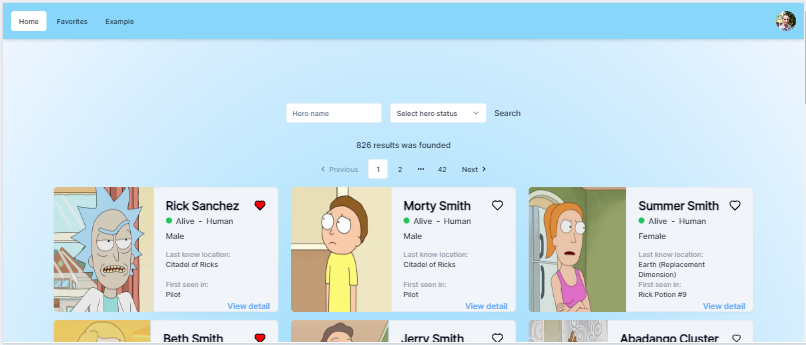 Home Favorites Example
Hero name Select hero status Search
826 results was founded
Previous 1 2 ••• 42 Next
Rick Sanchez
Alive - Human
Male
Last know location:
Citadel of Ricks
First seen in:
Pilot
View detail
Morty Smith
Alive - Human
Male
Last know location:
Citadel of Ricks
First seen in:
Pilot
View detail
Summer Smith
Alive - Human
Female
Last know location:
Earth (Replacement
Dimension)
First seen in:
Rick Potion #9
View detail
Beth Smith
Jerry Smith
Abadango Cluster